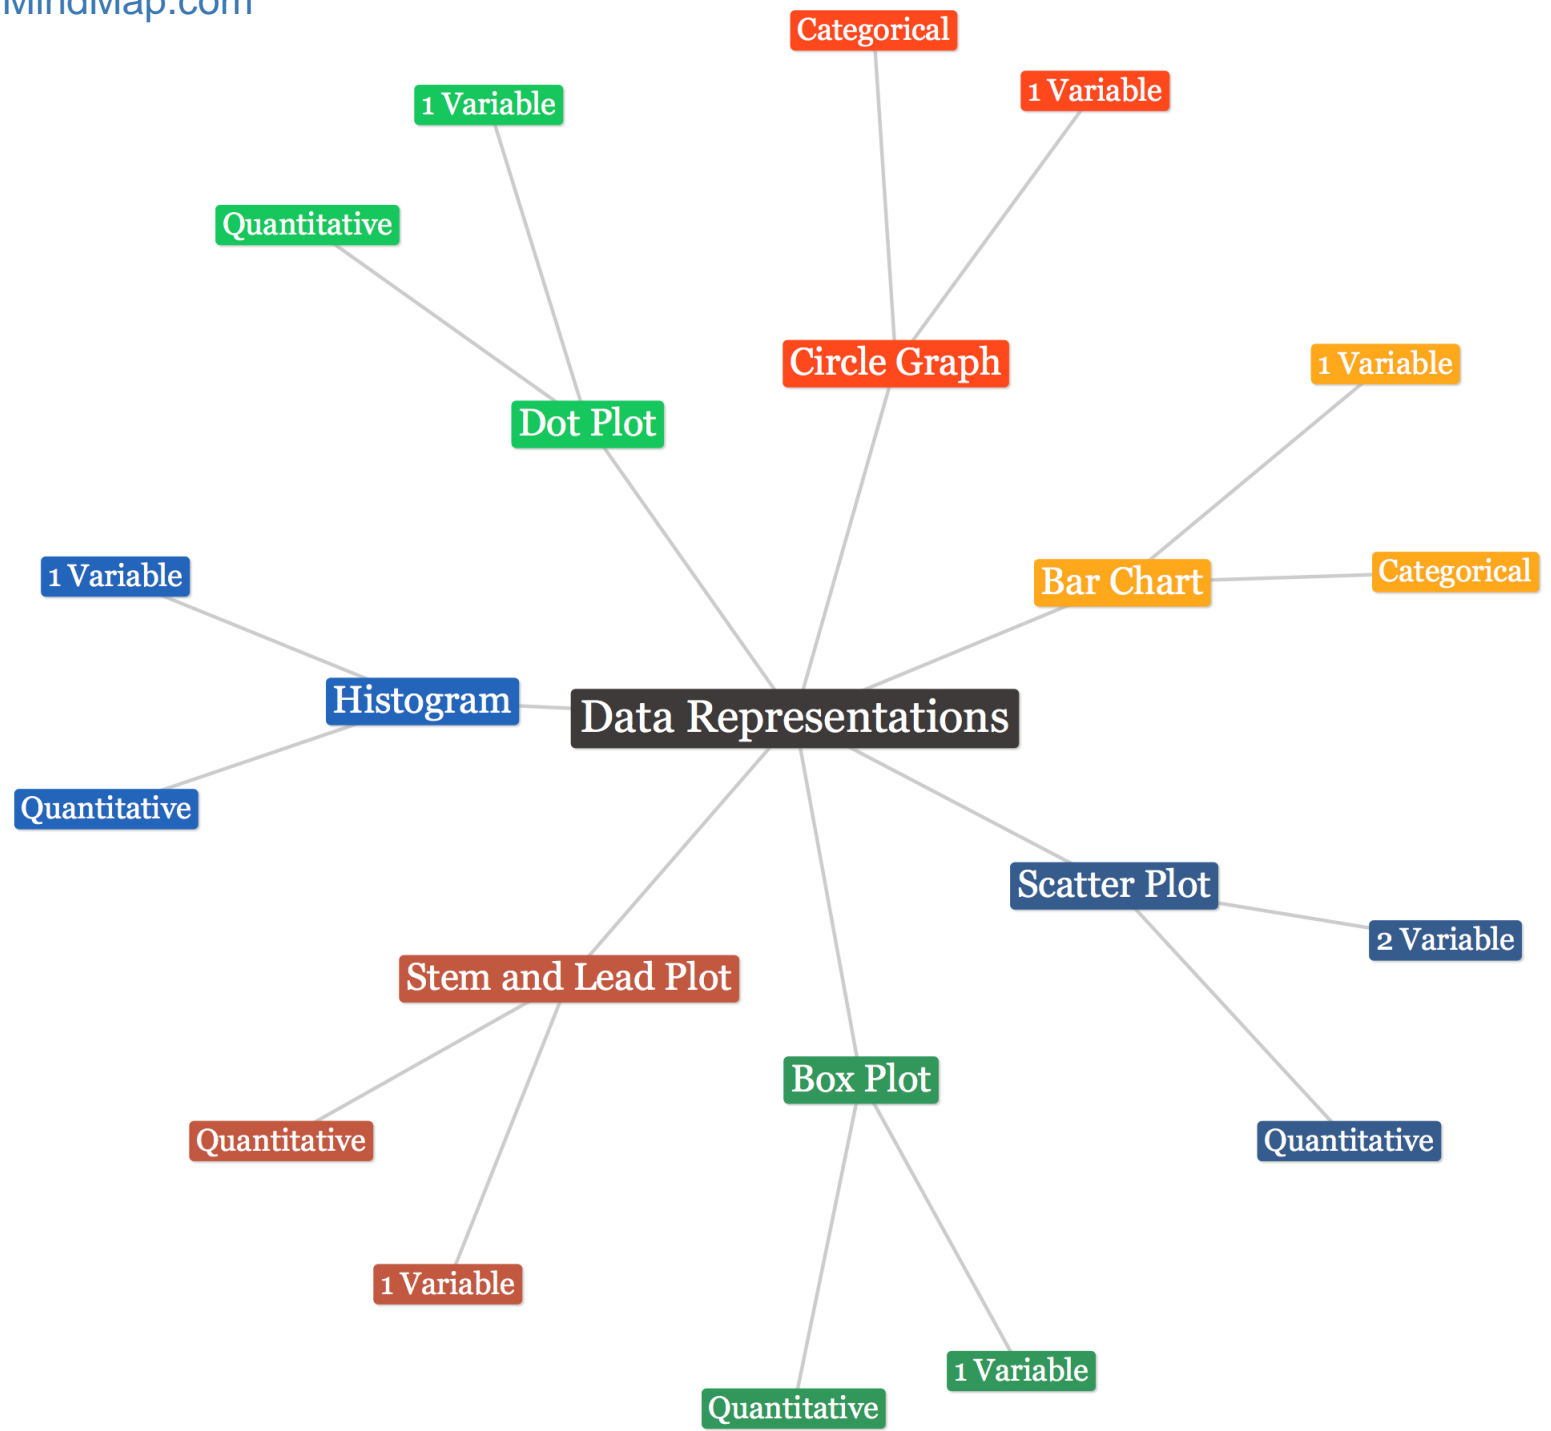 MindMap.com
Categorical
1 Variable
1 Variable
Quantitative
Circle Graph
1 Variable
Dot Plot
1 Variable
Categorical
Bar Chart
Histogram
Data Representations
Quantitative
Scatter Plot
2 Variable
Stem and Lead Plot
Box Plot
Quantitative
Quantitative
1 Variable
1 Variable
Quantitative